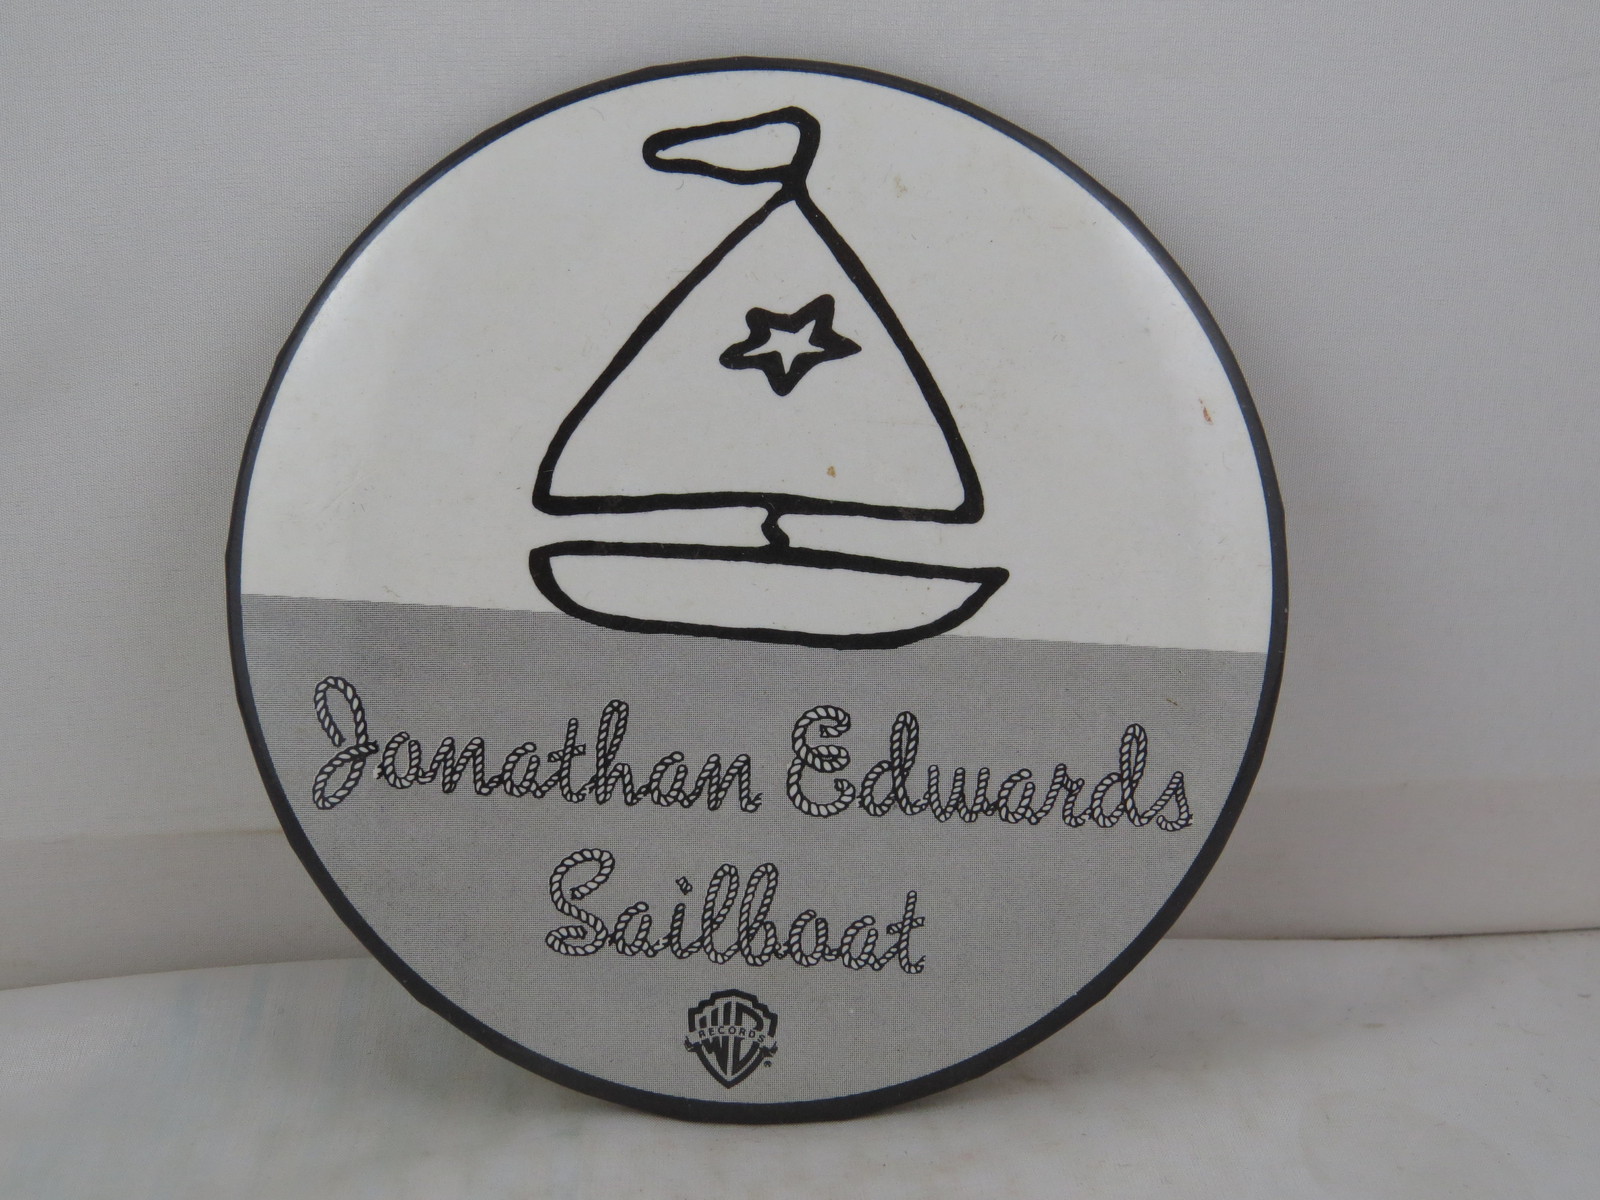 Jonathan Edwards
Sailboat
WB
RECORDS
®